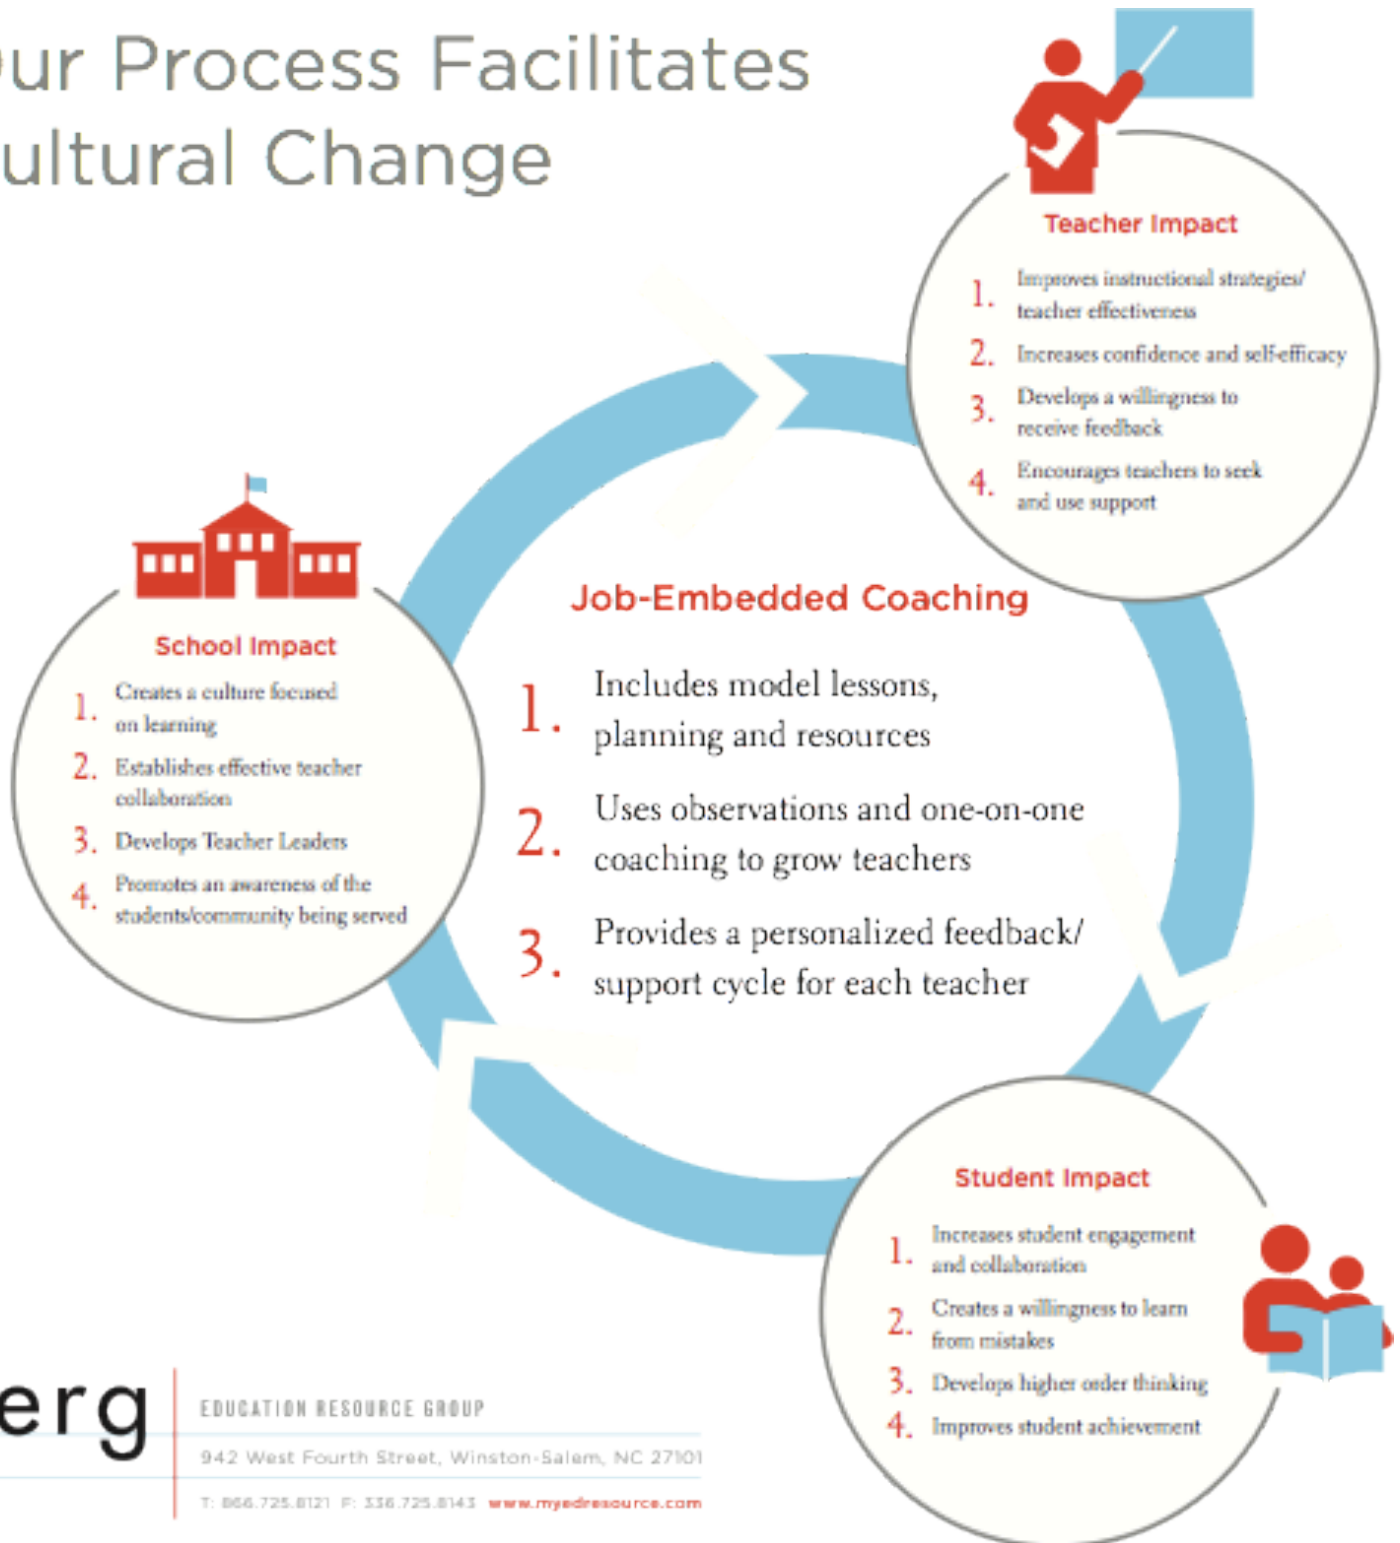 ur Process Facilitates
ultural Change
Teacher Impact
1. Improves instructional strategies/
teacher effectiveness
2. Increases confidence and self-efficacy
3. Develops a willingness to
receive feedback
4. Encourages teachers to seek
and use support
Job-Embedded Coaching
1. Includes model lessons,
planning and resources
2. Uses observations and one-on-one
coaching to grow teachers
3. Provides a personalized feedback/
support cycle for each teacher
School Impact
1. Creates a culture focused
on learning
2. Establishes effective teacher
collaboration
3. Develops Teacher Leaders
4. Promotes an awareness of the
students/community being served
Student Impact
1. Increases student engagement
and collaboration
2. Creates a willingness to learn
from mistakes
3. Develops higher order thinking
4. Improves student achievement
erg
EDUCATION RESOURCE GROUP
942 West Fourth Street, Winston-Salem, NC 27101
T: 866.725.8121 F: 336.725.8143 www.myedresource.com